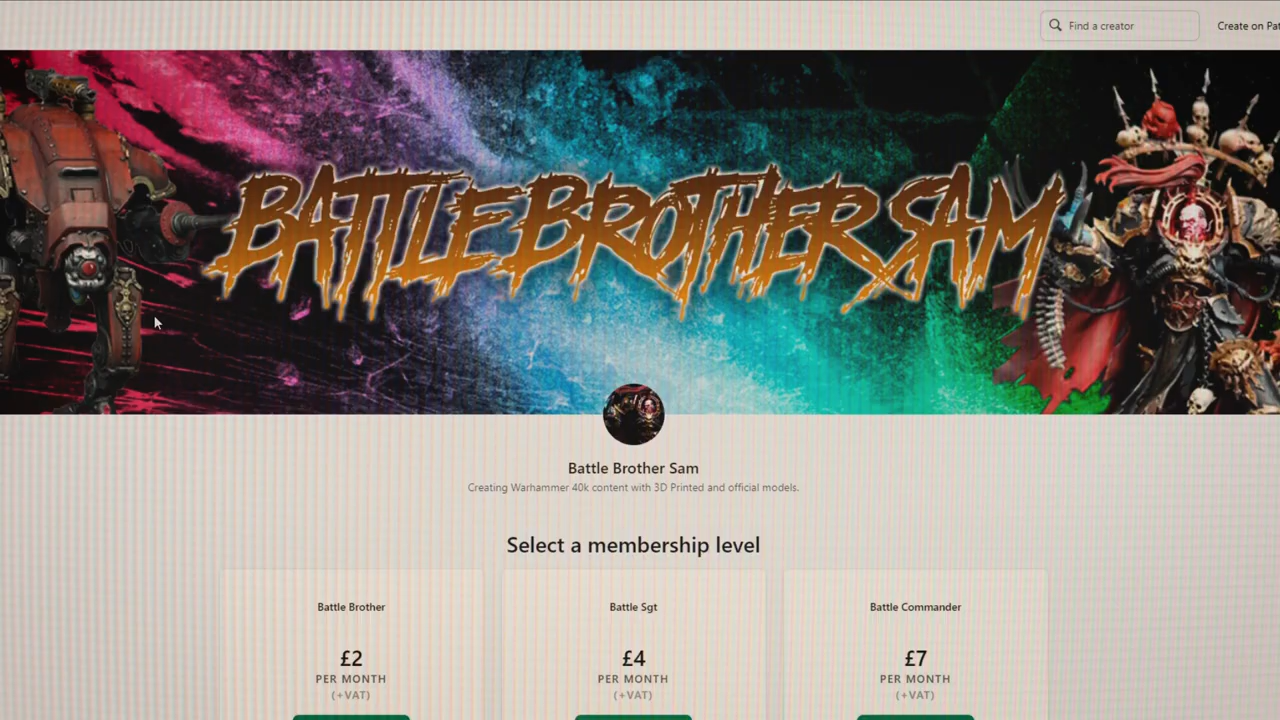 Find a creator
Create on Pat
BATTLE BROTHER SAM
Battle Brother Sam
Creating Warhammer 40k content with 3D Printed and official models.
Select a membership level
Battle Brother
Battle Sgt
Battle Commander
£2
£4
£7
PER MONTH
PER MONTH
PER MONTH
(+VAT)
(+VAT)
(+VAT)